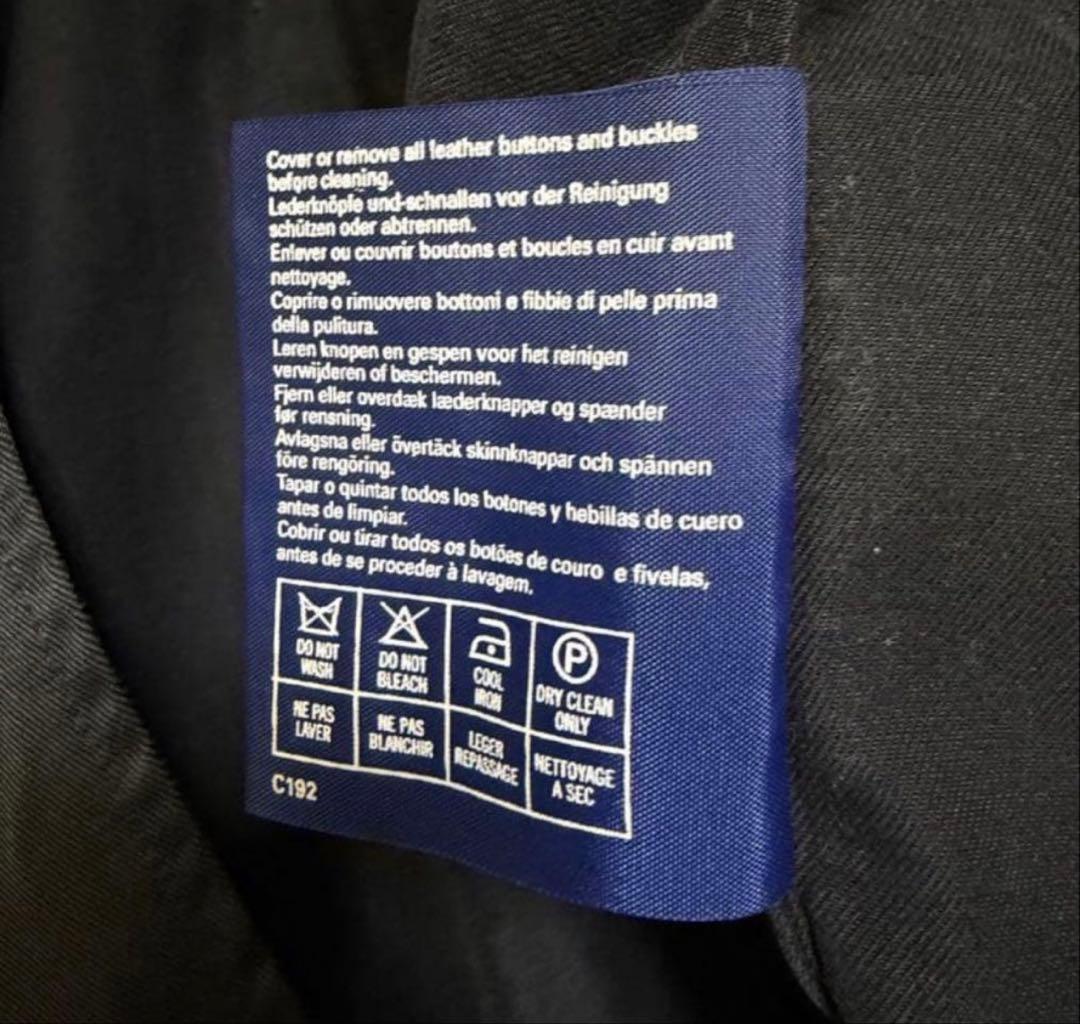 Cover or remove all leather buttons and buckles
before cleaning.
Lederknöpfe und-schnallen vor der Reinigung
schützen oder abtrennen.
Enlever ou couvrir boutons et boucles en cuir avant
nettoyage.
Coprire o rimuovere bottoni e fibbie di pelle prima
della pulitura.
Leren knopen en gespen voor het reinigen
verwijderen of beschermen.
Fjern eller overdæk læderknapper og spænder
før rensning.
Avlagsna eller övertäck skinnknappar och spännen
före rengöring.
Tapar o quintar todos los botones y hebillas de cuero
antes de limpiar.
Cobrir ou tirar todos os botões de couro e fivelas,
antes de se proceder à lavagem.
P
DO NOT
WASH
DO NOT
BLEACH
COOL
IRON
DRY CLEAN
ONLY
NE PAS
LAVER
NE PAS
BLANCHIR
LEGER
REPASSAGE
NETTOYAGE
A SEC
C192